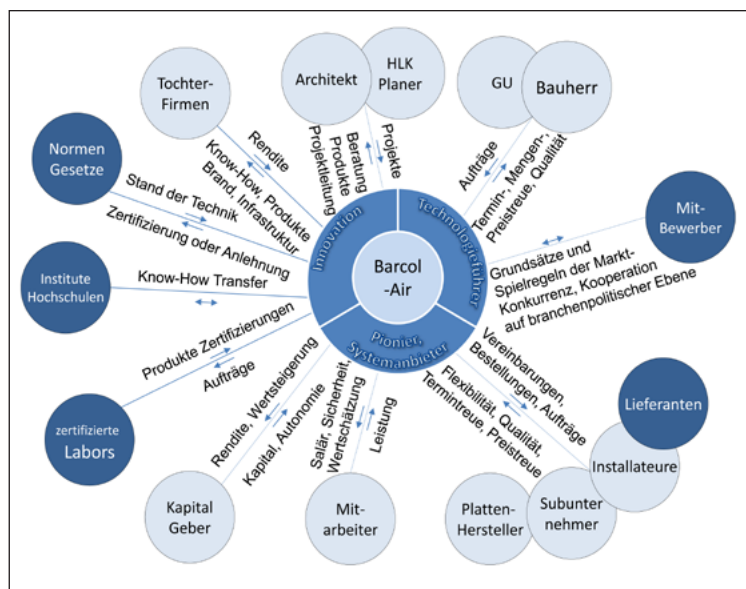 Tochter-
Firmen
Architekt
HLK
Planer
GU
Bauherr
Normen
Gesetze
Rendite
Know-How, Produkte
Brand, Infrastruktur
Projekte
Beratung
Produkte
Projektleitung
Aufträge
Termin-, Mengen-,
Preistreue, Qualität
Stand der Technik
Zertifizierung oder Anlehnung
Mit-
Bewerber
Grundsätze und
Spielregeln der Markt-
Konkurrenz, Kooperation
auf branchenpolitischer Ebene
Innovation
Technologieführer
Pionier,
Systemanbieter
Barcol
-Air
Institute
Hochschulen
Know-How Transfer
Produkte Zertifizierungen
Aufträge
zertifizierte
Labors
Rendite, Wertsteigerung
Kapital, Autonomie
Salär, Sicherheit,
Wertschätzung
Leistung
Vereinbarungen,
Bestellungen, Aufträge
Flexibilität, Qualität,
Termintreue, Preistreue
Lieferanten
Installateure
Subunter
nehmer
Platten-
Hersteller
Kapital
Geber
Mit-
arbeiter